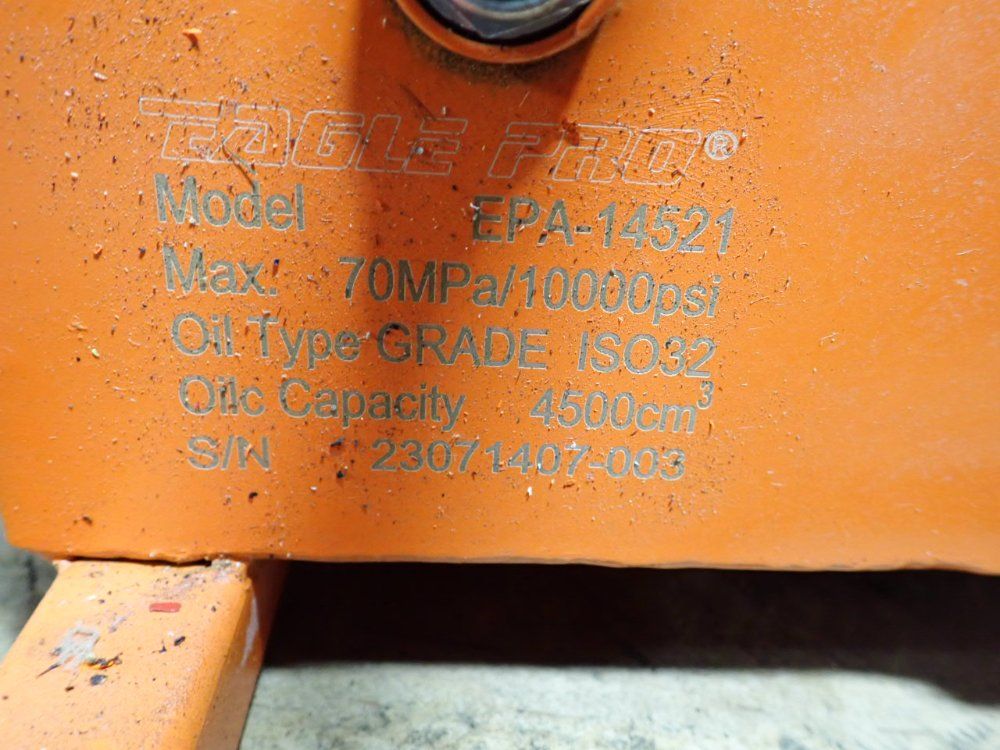 EAGLE PRO®
Model EPA-14521
Max. 70MPa/10000psi
Oil Type GRADE ISO32
Oilc Capacity 4500cm³
S/N 23071407-003